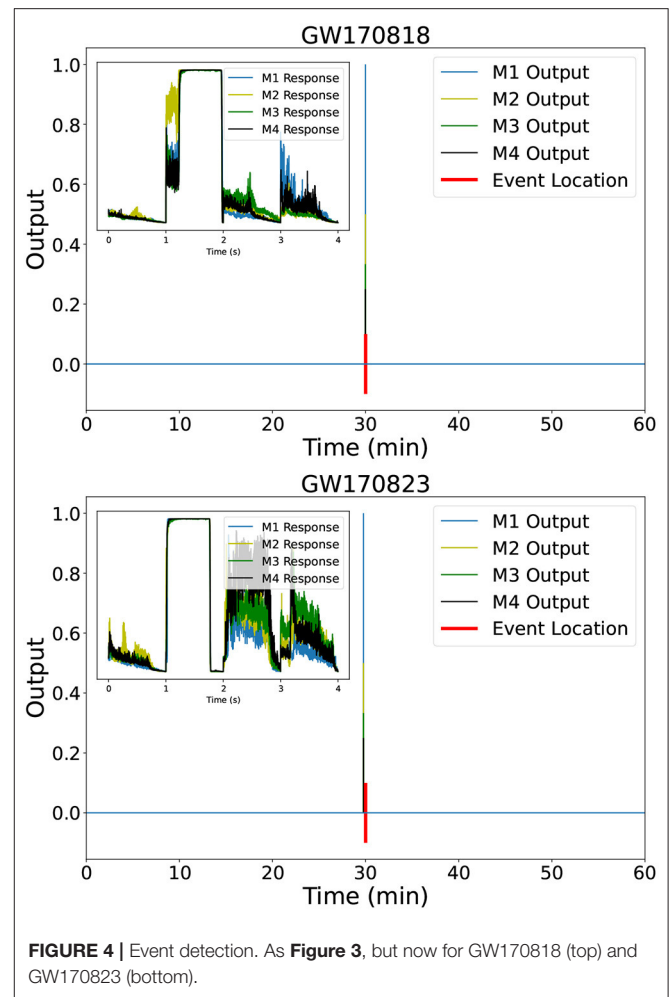 GW170818
1.0
0.8
0.6
0.4
0.2
0.0
Output
M1 Response
M2 Response
M3 Response
M4 Response
0 1 2 3 4
Time (s)
M1 Output
M2 Output
M3 Output
M4 Output
Event Location
0 10 20 30 40 50 60
Time (min)
GW170823
1.0
0.8
0.6
0.4
0.2
0.0
Output
M1 Response
M2 Response
M3 Response
M4 Response
0 1 2 3 4
Time (s)
M1 Output
M2 Output
M3 Output
M4 Output
Event Location
0 10 20 30 40 50 60
Time (min)
FIGURE 4 | Event detection. As Figure 3, but now for GW170818 (top) and
GW170823 (bottom).